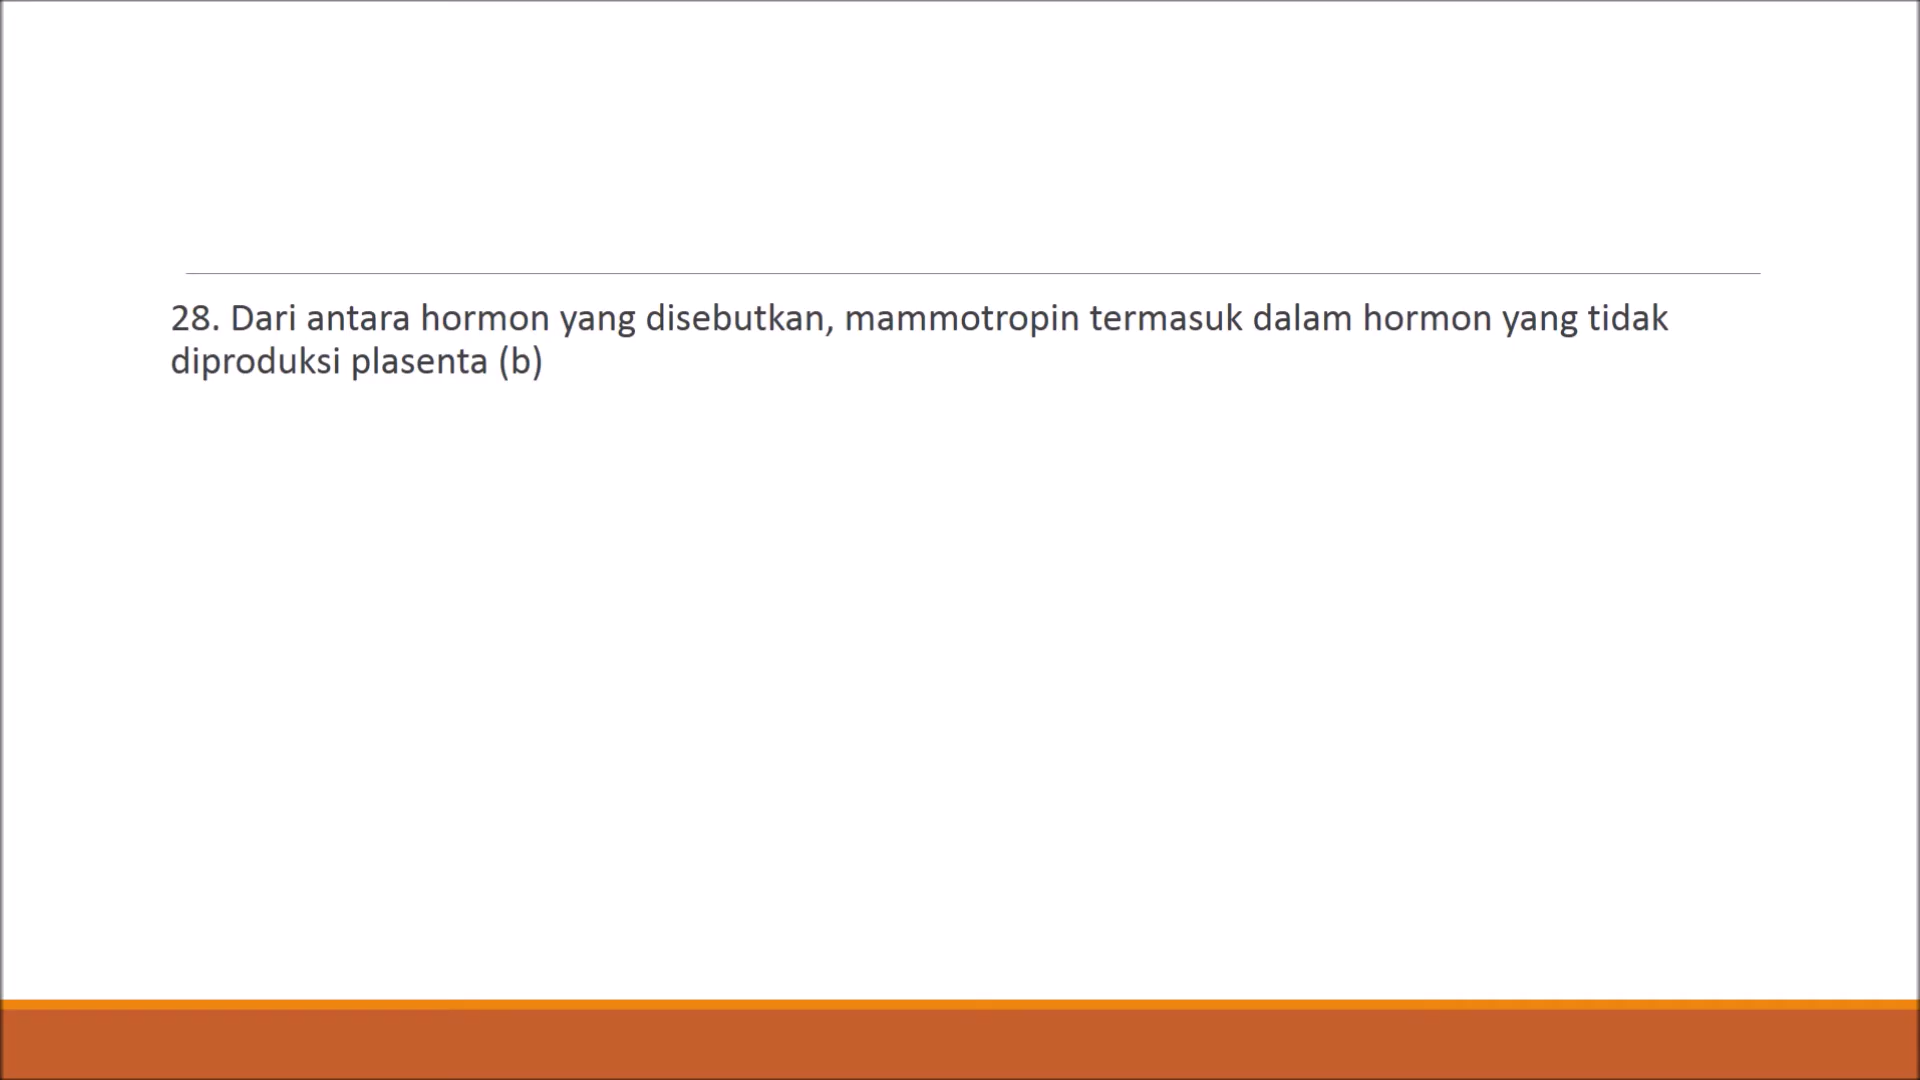 28. Dari antara hormon yang disebutkan, mammotropin termasuk dalam hormon yang tidak
diproduksi plasenta (b)